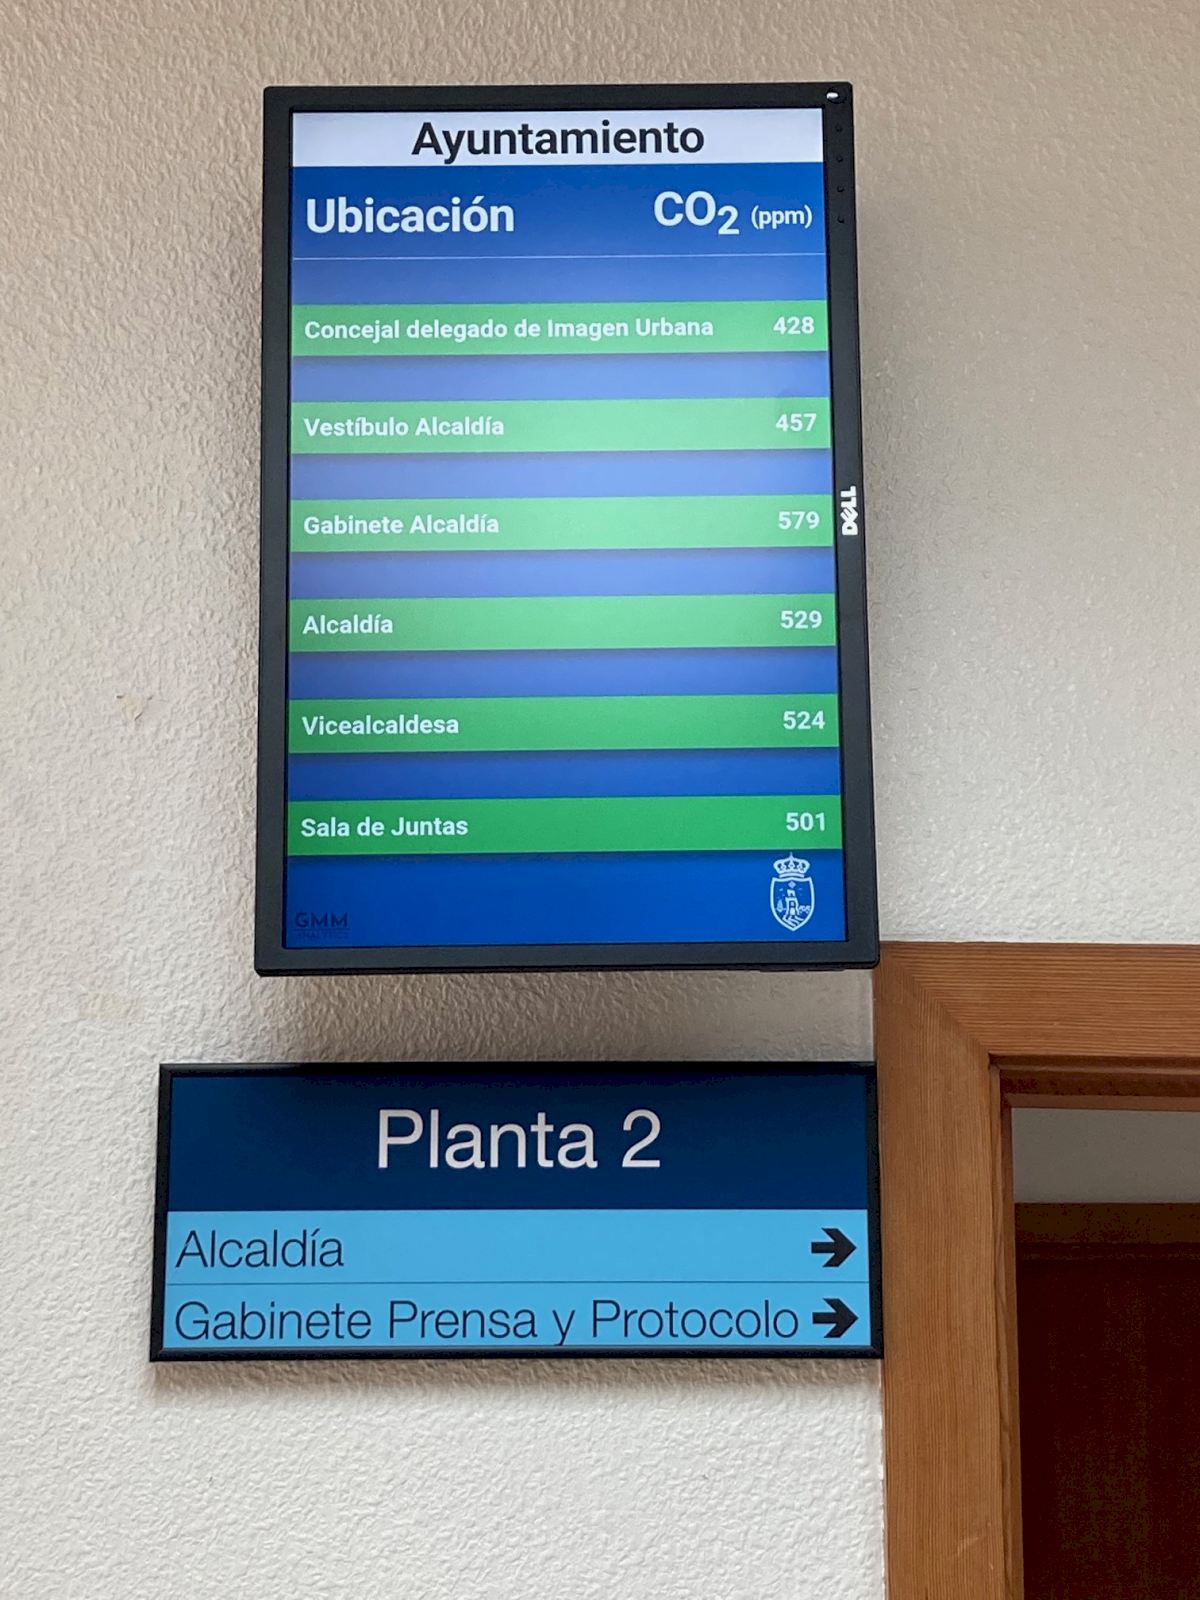 Ayuntamiento
Ubicación CO₂ (ppm)
Concejal delegado de Imagen Urbana 428
Vestíbulo Alcaldía 457
Gabinete Alcaldía 579
Alcaldía 529
Vicealcaldesa 524
Sala de Juntas 501
GMM
DELL
Planta 2
Alcaldía
Gabinete Prensa y Protocolo